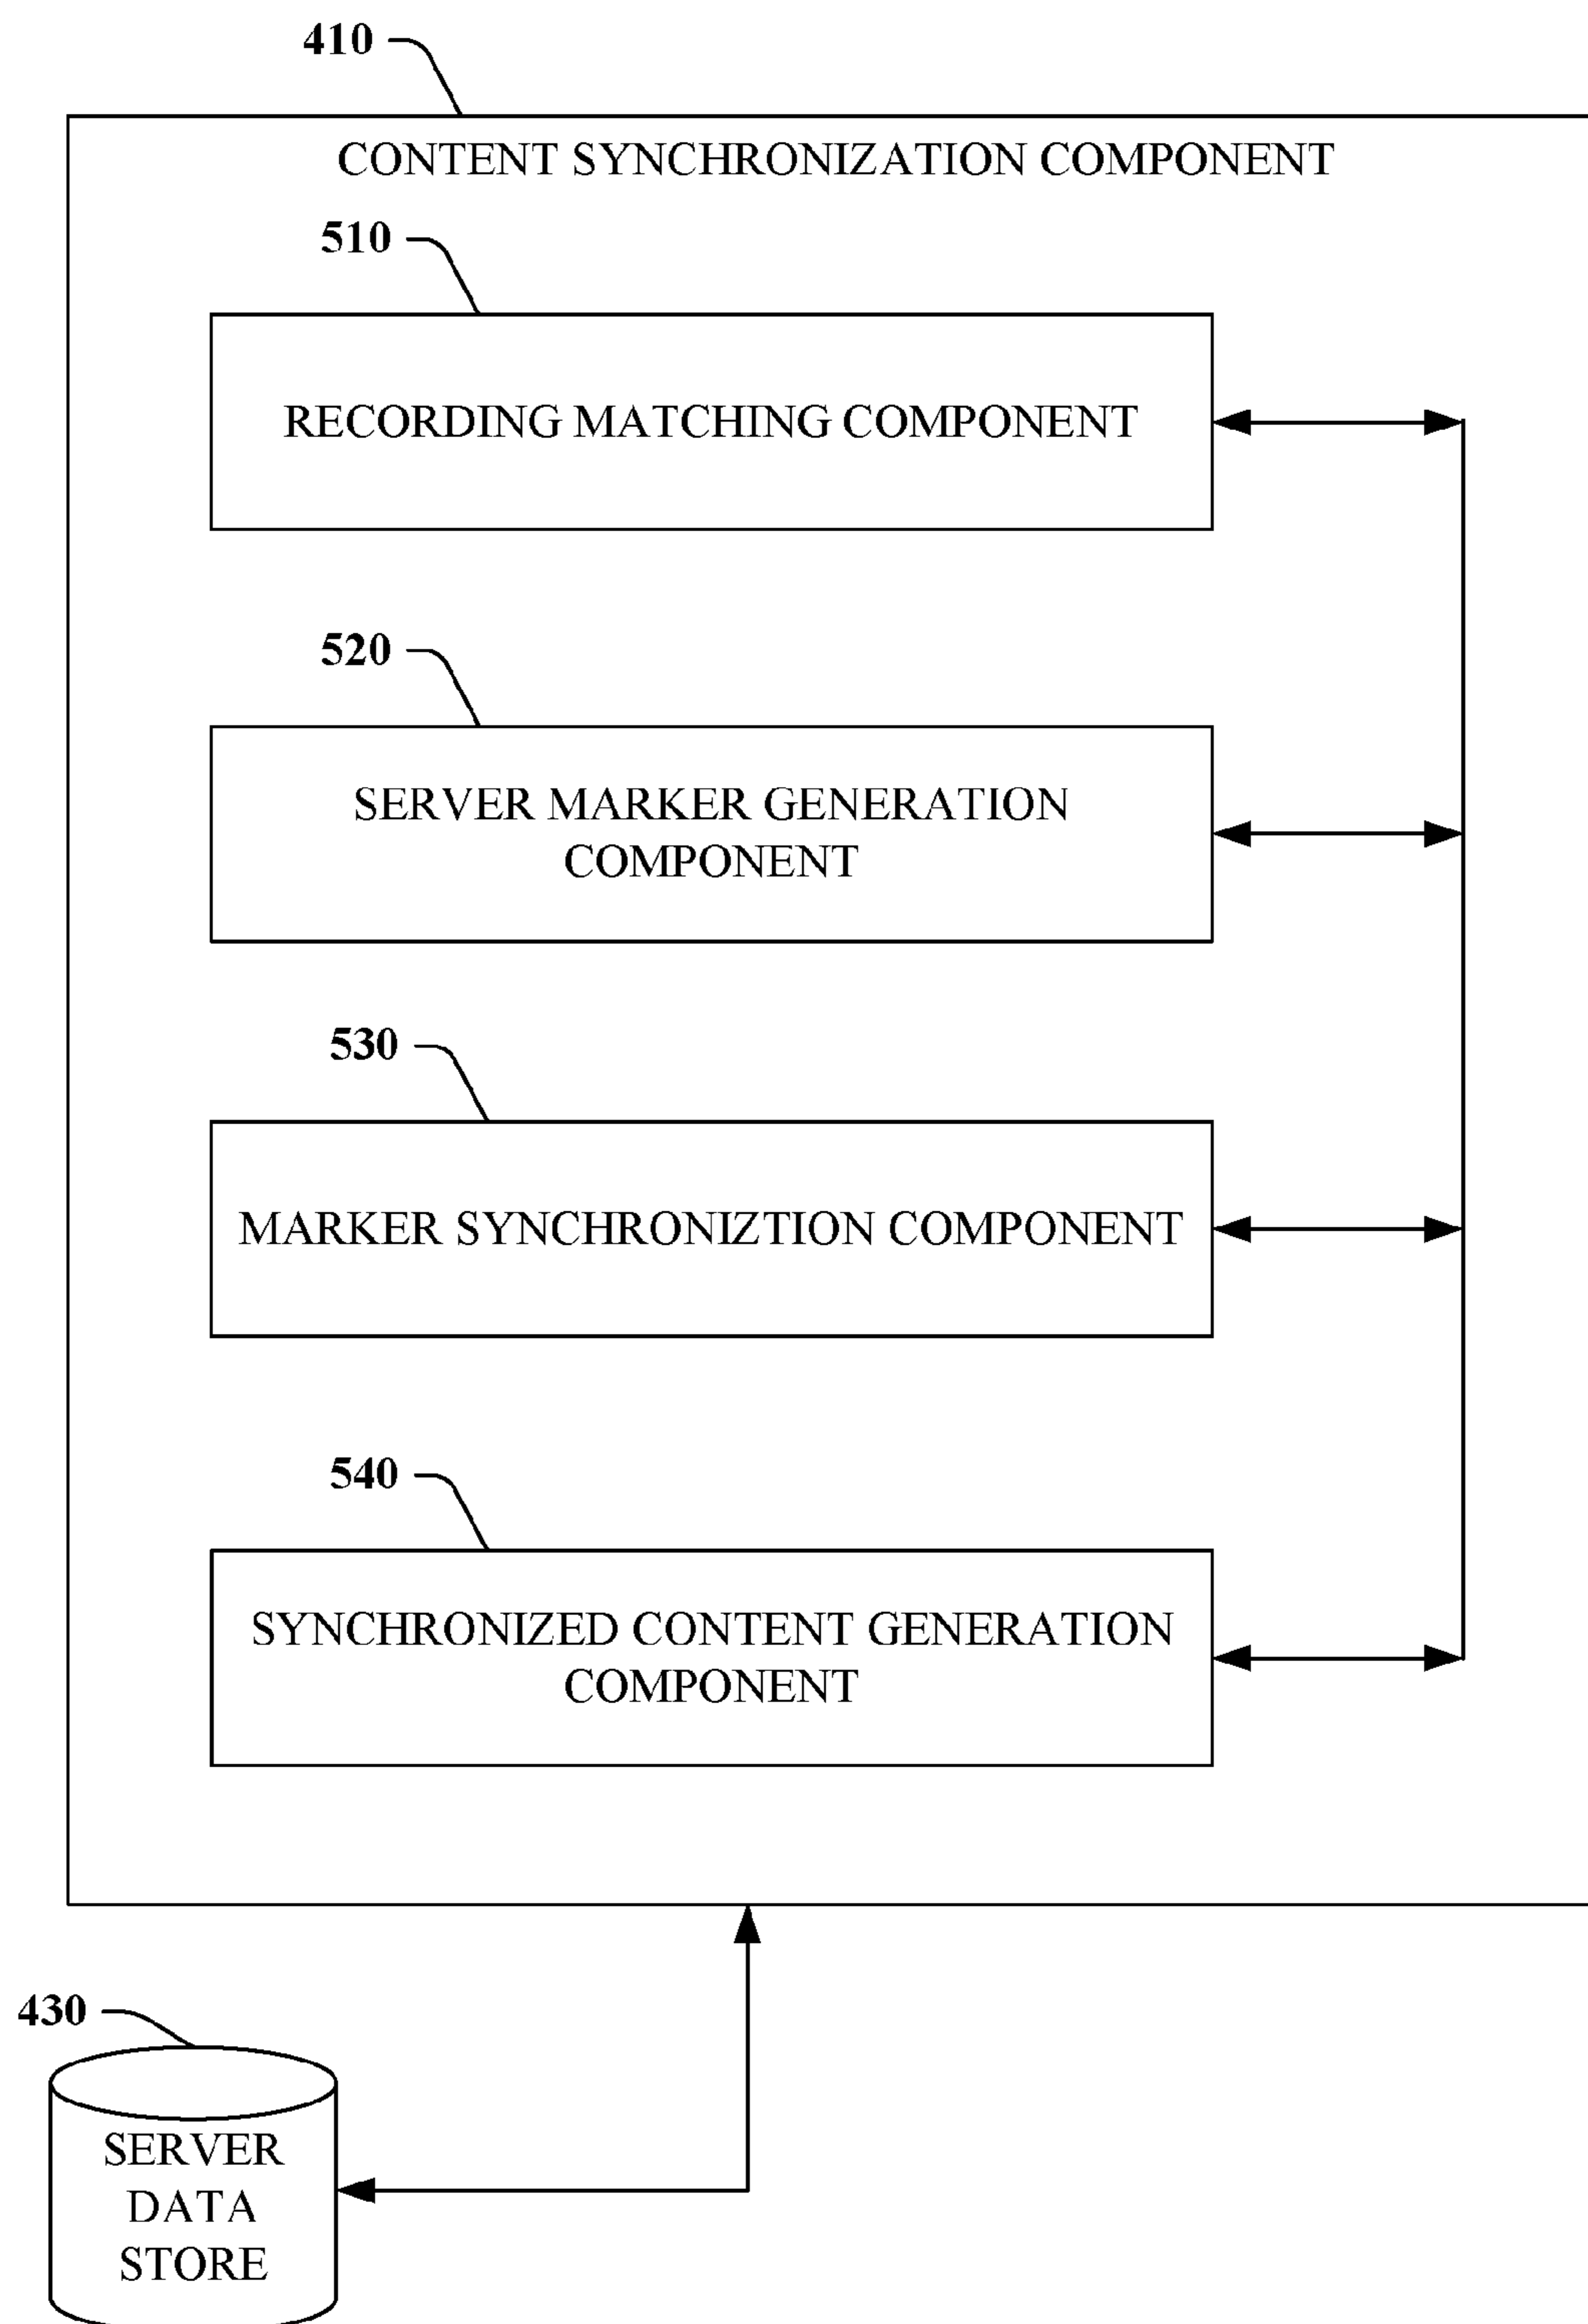 410
CONTENT SYNCHRONIZATION COMPONENT
510
RECORDING MATCHING COMPONENT
520
SERVER MARKER GENERATION
COMPONENT
530
MARKER SYNCHRONIZTION COMPONENT
540
SYNCHRONIZED CONTENT GENERATION
COMPONENT
430
SERVER
DATA
STORE